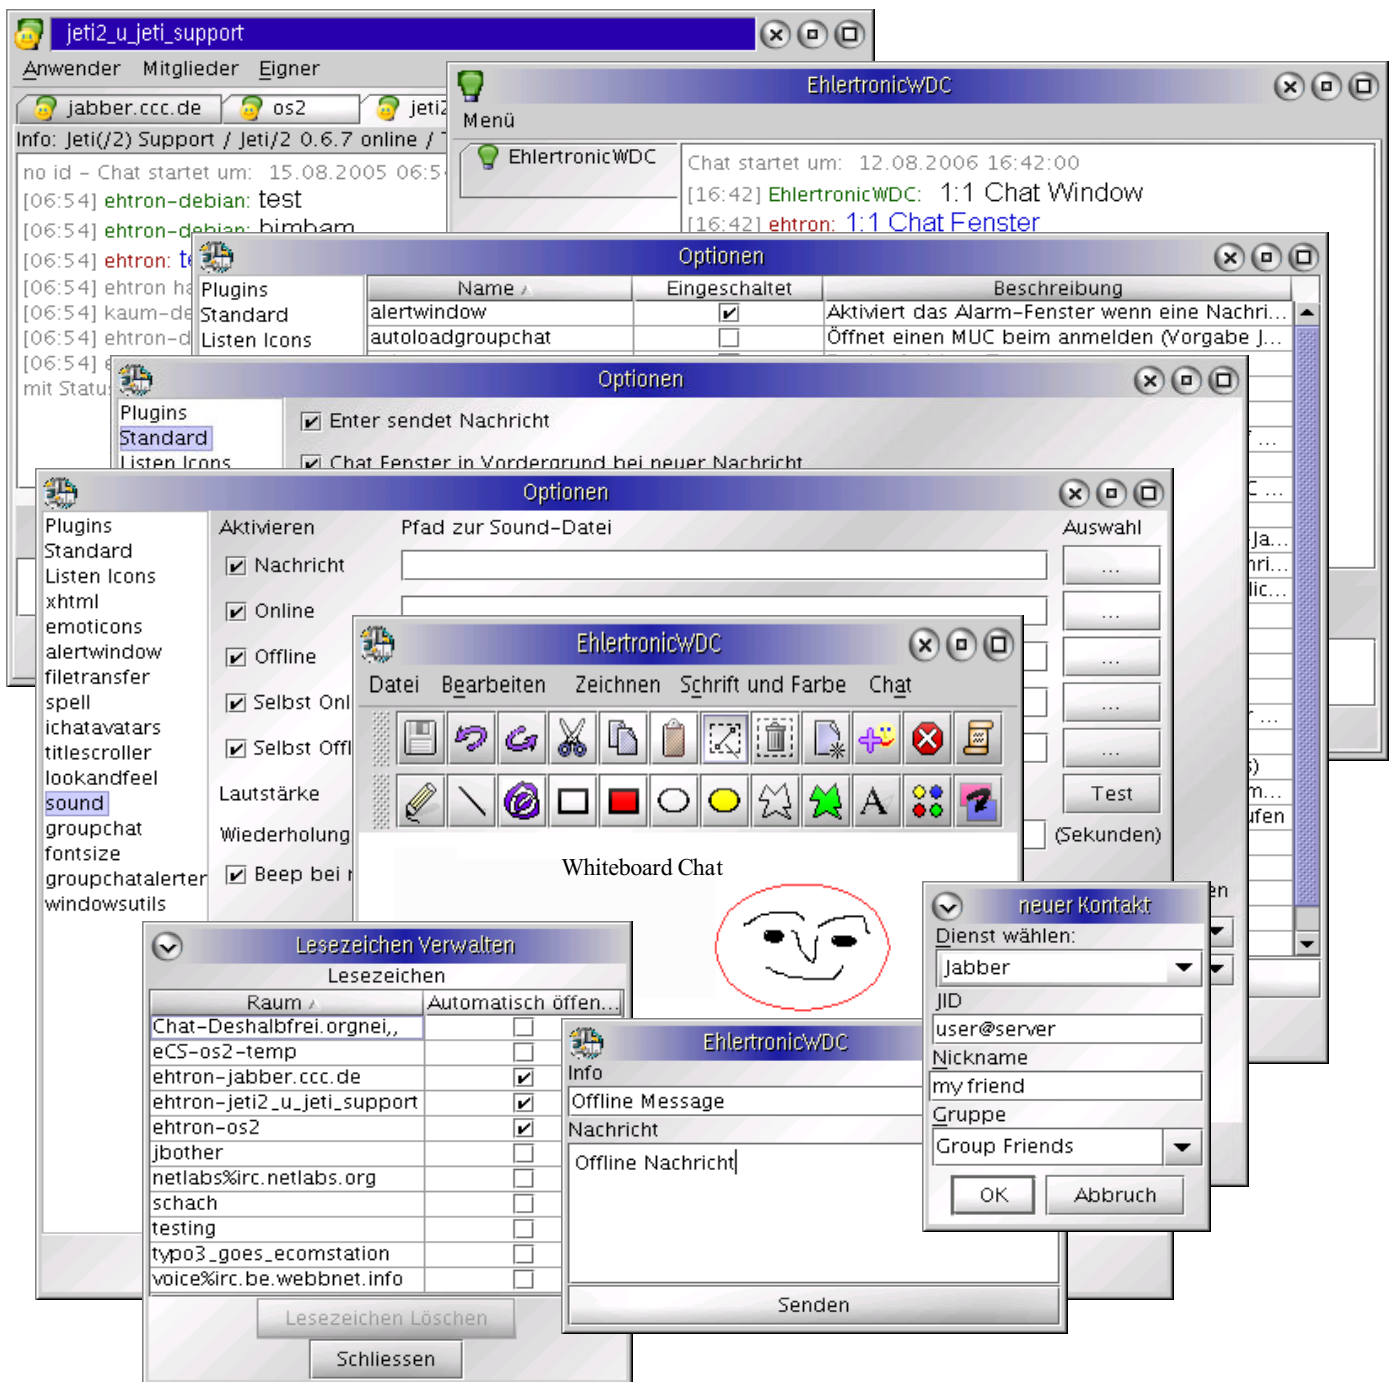 jeti2_u_jeti_support
Anwender Mitglieder Eigner
jabber.ccc.de os2 jeti2
Info: Jeti(/2) Support / Jeti/2 0.6.7 online /
no id - Chat startet um: 15.08.2005 06:5
[06:54] ehtron-debian: test
[06:54] ehtron-debian: bimbam
[06:54] ehtron:
[06:54] ehtron
[06:54] kaum-de
[06:54] ehtron-d
[06:54]
mit Status
EhlertronicWDC
Menü
EhlertronicWDC
Chat startet um: 12.08.2006 16:42:00
[16:42] EhlertronicWDC: 1:1 Chat Window
[16:42] ehtron: 1:1 Chat Fenster
Optionen
Plugins
Standard
Listen Icons
Name Eingeschaltet Beschreibung
alertwindow Aktiviert das Alarm-Fenster wenn eine Nachri...
autoloadgroupchat Öffnet einen MUC beim anmelden (Vorgabe J...
Optionen
Plugins
Standard
Listen Icons
Enter sendet Nachricht
Chat Fenster in Vordergrund bei neuer Nachricht
Optionen
Plugins
Standard
Listen Icons
xhtml
emoticons
alertwindow
filetransfer
spell
ichatavatars
titlescroller
lookandfeel
sound
groupchat
fontsize
groupchatalerter
windowsutils
Aktivieren Pfad zur Sound-Datei Auswahl
Nachricht ...
Online ...
Offline ...
Selbst Onl ...
Selbst Offl ...
Lautstärke Test
Wiederholung (Sekunden)
Beep bei
EhlertronicWDC
Datei Bearbeiten Zeichnen Schrift und Farbe Chat
A
Whiteboard Chat
Lesezeichen Verwalten
Lesezeichen
Raum Automatisch öffen...
Chat-Deshalbfrei.orgnei,,
eCS-os2-temp
ehtron-jabber.ccc.de
ehtron-jeti2_u_jeti_support
ehtron-os2
jbother
netlabs%irc.netlabs.org
schach
testing
typo3_goes_ecomstation
voice%irc.be.webbnet.info
Lesezeichen Löschen
Schliessen
EhlertronicWDC
Info
Offline Message
Nachricht
Offline Nachricht
Senden
neuer Kontakt
Dienst wählen:
Jabber
JID
user@server
Nickname
my friend
Gruppe
Group Friends
OK Abbruch